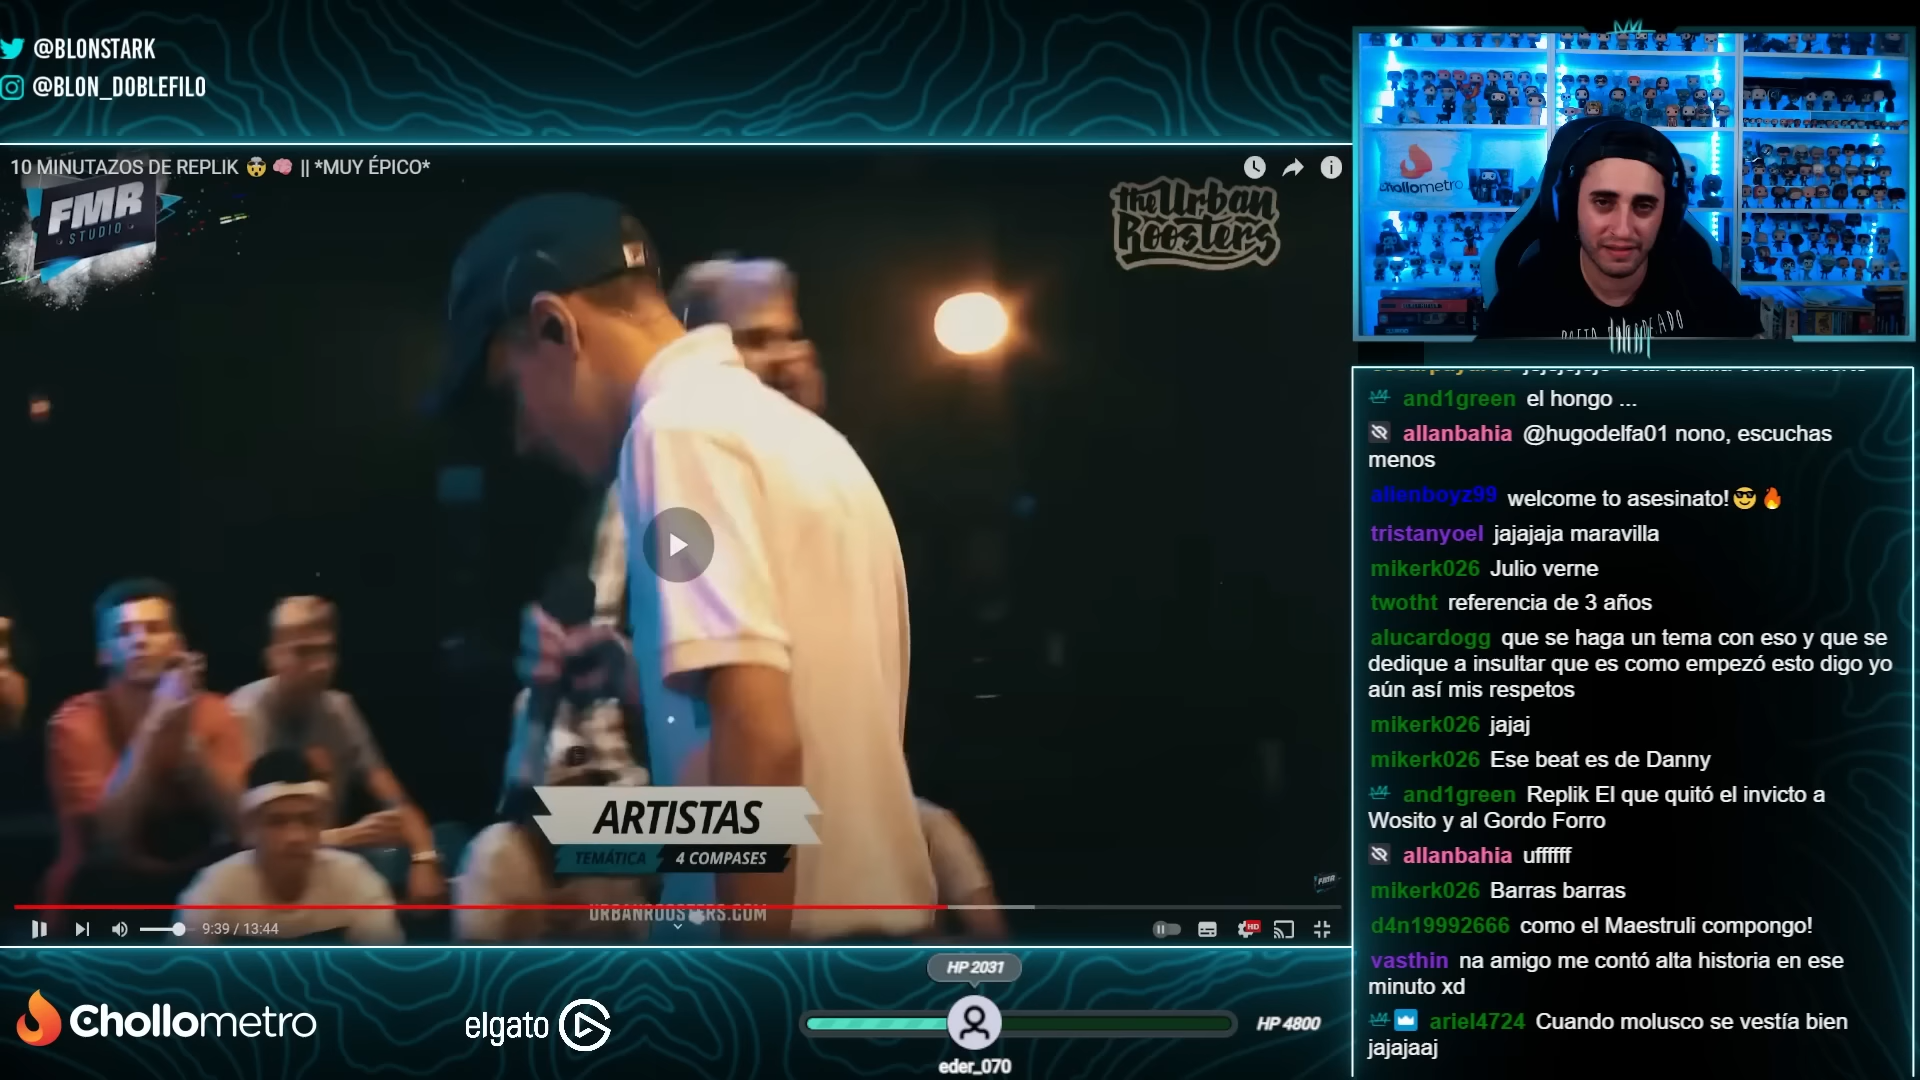 @BLONSTARK
@BLON_DOBLEFILO
10 MINUTAZOS DE REPLIK 🤯🧠 || *MUY ÉPICO*
FMR
STUDIO
the Urban
Roosters
ARTISTAS
TEMÁTICA 4 COMPASES
URBANROOSTERS.COM
9:39 / 13:44
HD
FMR
Chollometro
elgato
HP 2031
HP 4800
eder_070
chollometro
and1green el hongo ...
allanbahia @hugodelfa01 nono, escuchas
menos
allenboyz99 welcome to asesinato!😎🔥
tristanyoel jajajaja maravilla
mikerk026 Julio verne
twotht referencia de 3 años
alucardogg que se haga un tema con eso y que se
dedique a insultar que es como empezó esto digo yo
aún así mis respetos
mikerk026 jajaj
mikerk026 Ese beat es de Danny
and1green Replik El que quitó el invicto a
Wosito y al Gordo Forro
allanbahia uffffff
mikerk026 Barras barras
d4n19992666 como el Maestruli compongo!
vasthin na amigo me contó alta historia en ese
minuto xd
ariel4724 Cuando molusco se vestía bien
jajajaaj